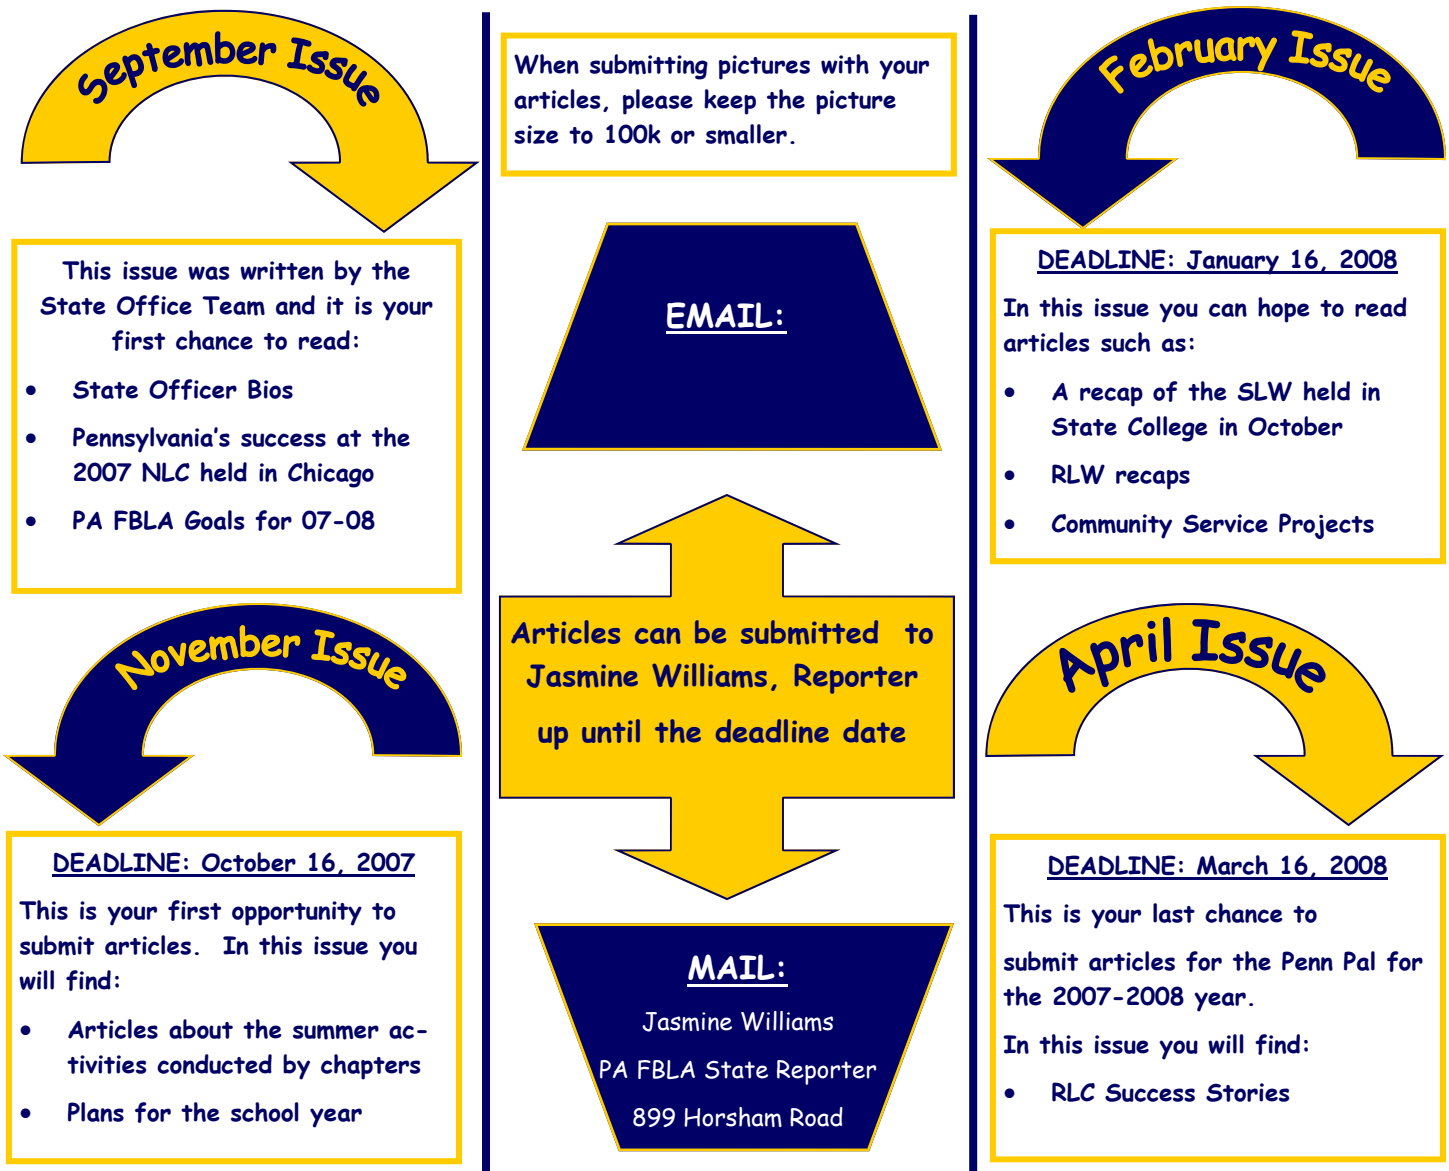 September Issue
This issue was written by the
State Office Team and it is your
first chance to read:
• State Officer Bios
• Pennsylvania's success at the
2007 NLC held in Chicago
• PA FBLA Goals for 07-08
November Issue
DEADLINE: October 16, 2007
This is your first opportunity to
submit articles.  In this issue you
will find:
• Articles about the summer ac-
tivities conducted by chapters
• Plans for the school year
When submitting pictures with your
articles, please keep the picture
size to 100k or smaller.
EMAIL:
Articles can be submitted  to
Jasmine Williams, Reporter
up until the deadline date
MAIL:
Jasmine Williams
PA FBLA State Reporter
899 Horsham Road
February Issue
DEADLINE: January 16, 2008
In this issue you can hope to read
articles such as:
• A recap of the SLW held in
State College in October
• RLW recaps
• Community Service Projects
April Issue
DEADLINE: March 16, 2008
This is your last chance to
submit articles for the Penn Pal for
the 2007-2008 year.
In this issue you will find:
• RLC Success Stories